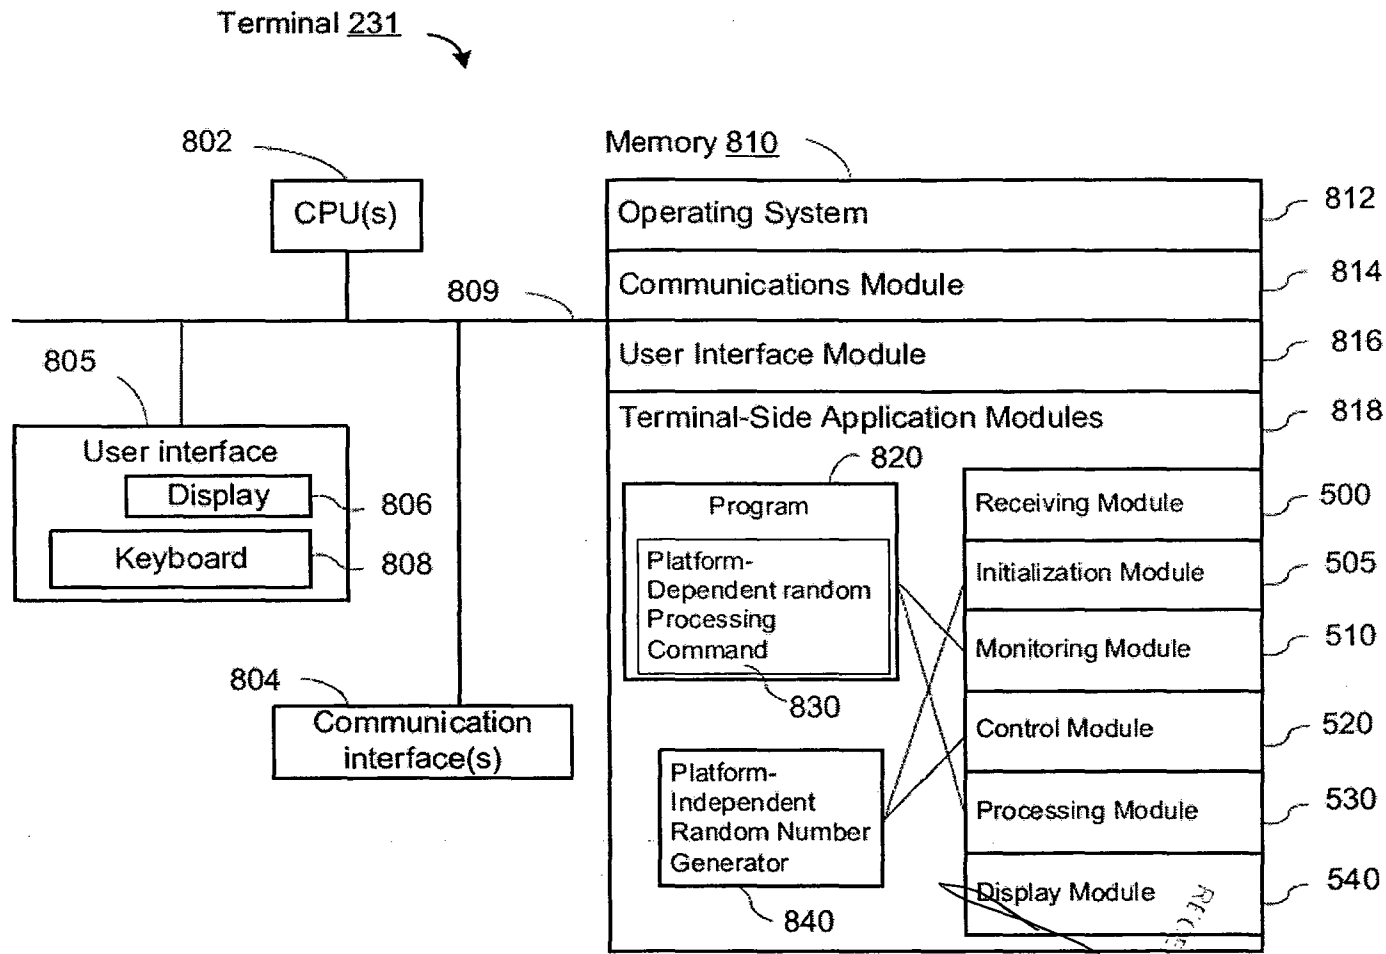 Terminal 231
802
Memory 810
CPU(s)
Operating System
812
Communications Module
814
809
User Interface Module
816
805
Terminal-Side Application Modules
818
User interface
Display
806
Keyboard
808
820
Program
Platform-
Dependent random
Processing
Command
830
Receiving Module
500
Initialization Module
505
Monitoring Module
510
804
Communication
interface(s)
Control Module
520
Platform-
Independent
Random Number
Generator
840
Processing Module
530
Display Module
540